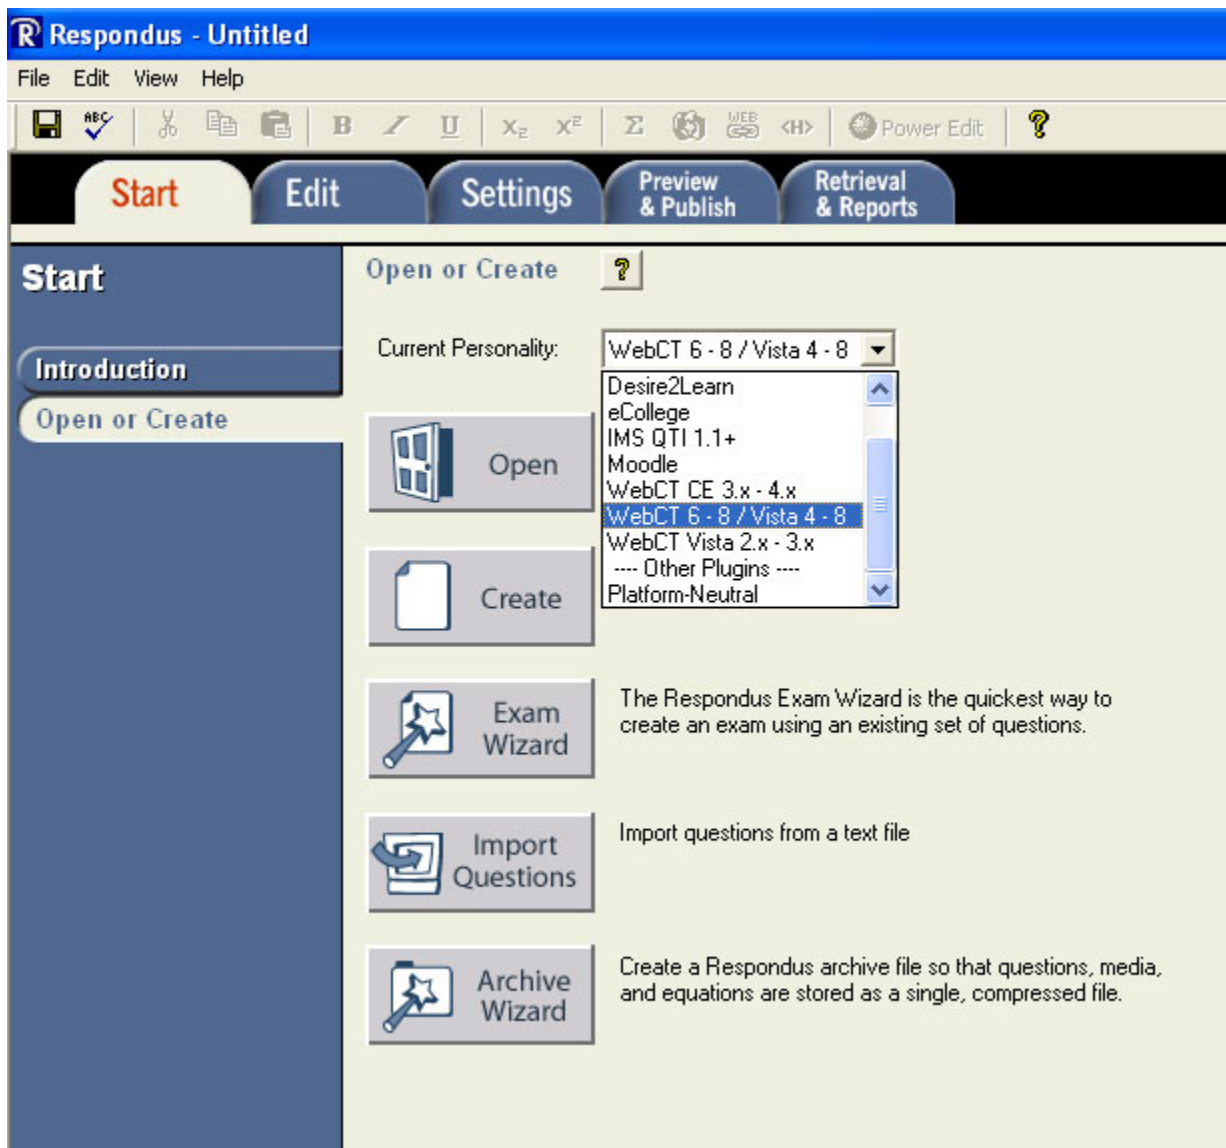 Respondus - Untitled
File Edit View Help
ABC B I U X₂ X² Σ WEB <H> Power Edit ?
Start Edit Settings Preview & Publish Retrieval & Reports
Start
Open or Create ?
Current Personality: WebCT 6 - 8 / Vista 4 - 8
Introduction
Open or Create
Desire2Learn
eCollege
IMS QTI 1.1+
Moodle
WebCT CE 3.x - 4.x
WebCT 6 - 8 / Vista 4 - 8
WebCT Vista 2.x - 3.x
---- Other Plugins ----
Platform-Neutral
Open
Create
Exam
Wizard
The Respondus Exam Wizard is the quickest way to
create an exam using an existing set of questions.
Import
Questions
Import questions from a text file
Archive
Wizard
Create a Respondus archive file so that questions, media,
and equations are stored as a single, compressed file.